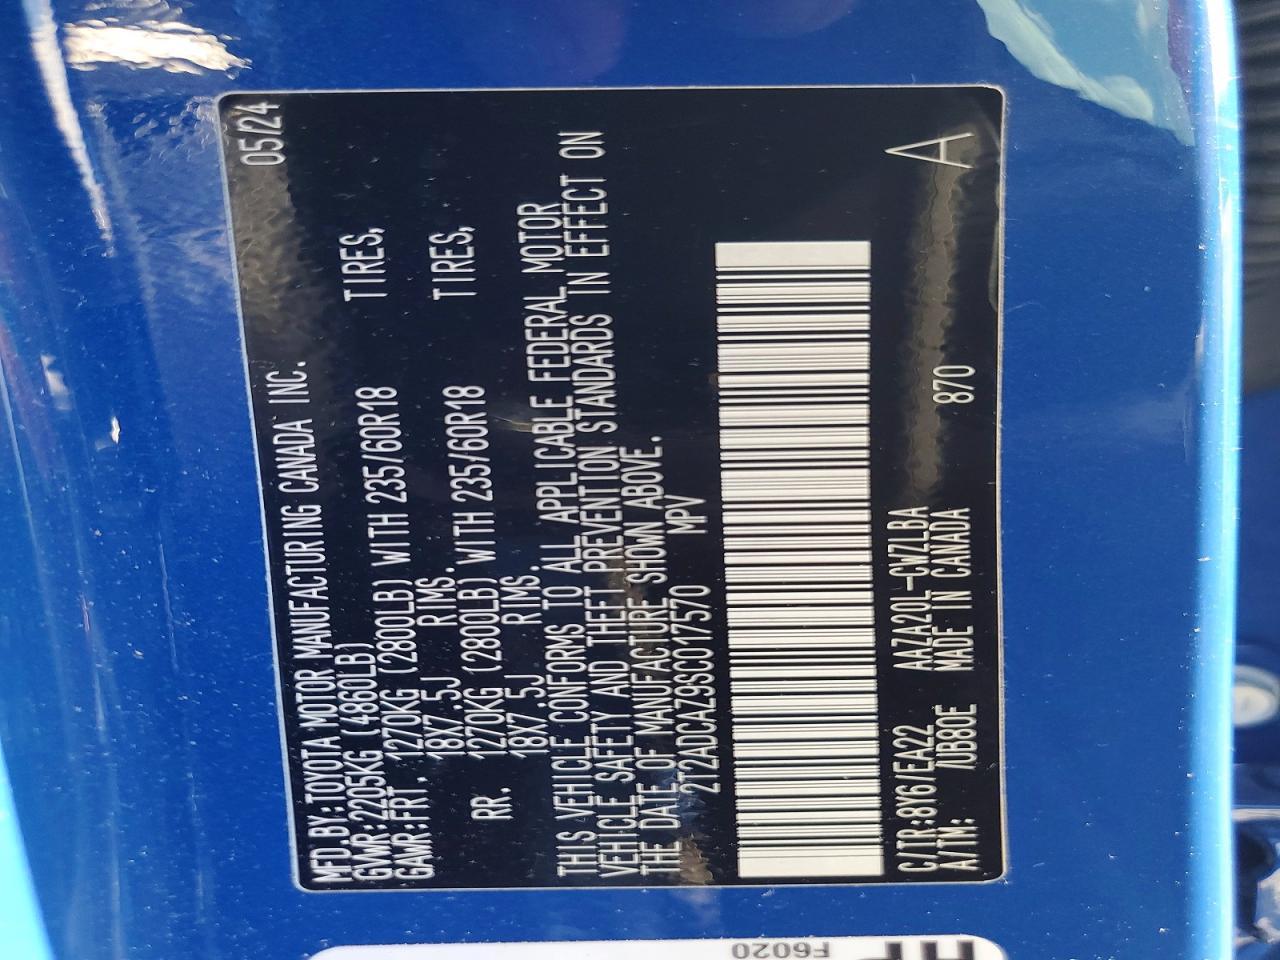 MFD.BY:TOYOTA MOTOR MANUFACTURING CANADA INC. 05/24
GVWR:2205KG (4860LB)
GAWR:FRT. 1270KG (2800LB) WITH 235/60R18 TIRES,
18X7.5J RIMS.
RR. 1270KG (2800LB) WITH 235/60R18 TIRES,
18X7.5J RIMS.
THIS VEHICLE CONFORMS TO ALL APPLICABLE FEDERAL MOTOR
VEHICLE SAFETY AND THEFT PREVENTION STANDARDS IN EFFECT ON
THE DATE OF MANUFACTURE SHOWN ABOVE.
2T2ADCAZ9SC017570 MPV
C/TR:8Y6/EA22 AAZA20L-CWZLBA A
A/TM: /UB80E MADE IN CANADA 870
F6020